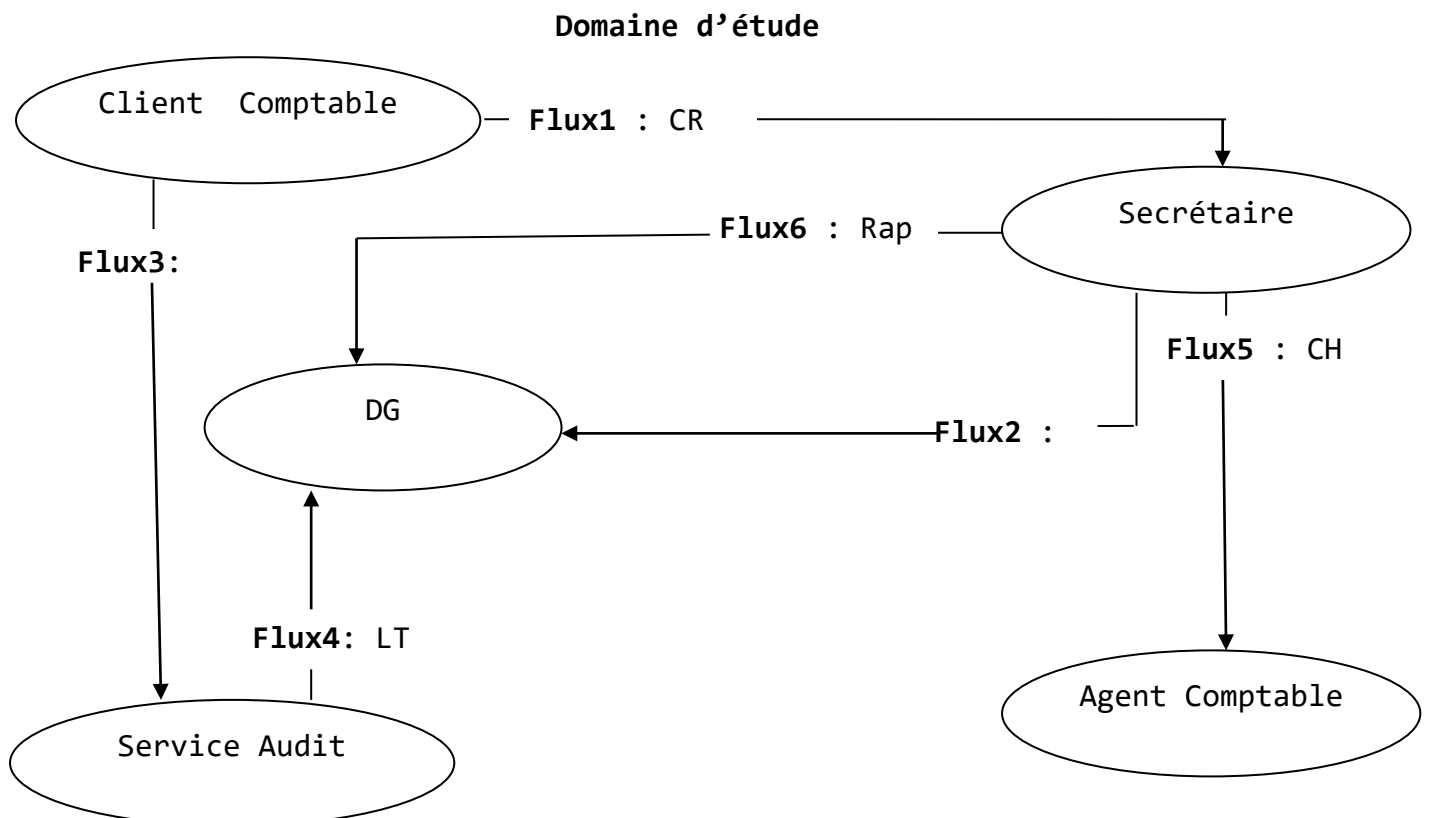 Domaine d’étude
Client Comptable
Flux1 : CR
Secrétaire
Flux6 : Rap
Flux3:
Flux5 : CH
DG
Flux2 :
Flux4: LT
Agent Comptable
Service Audit